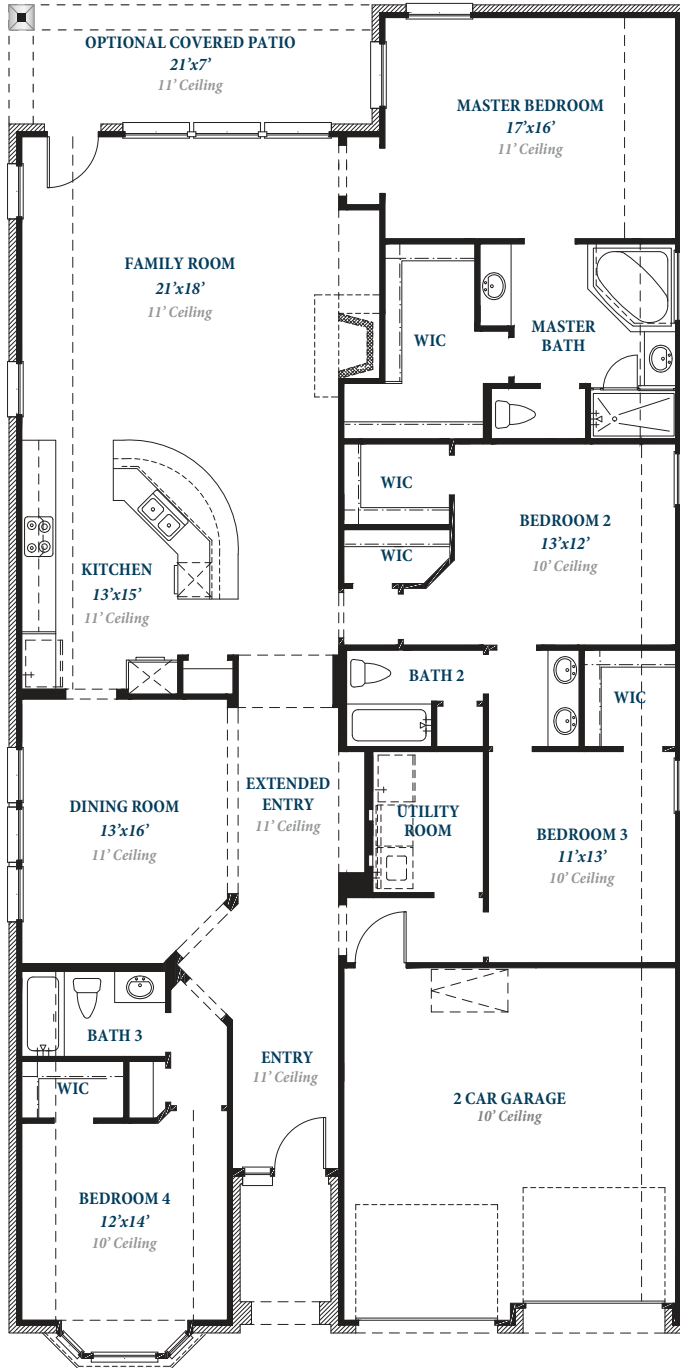 OPTIONAL COVERED PATIO
21’x7’
11’ Ceiling
MASTER BEDROOM
17’x16’
11’ Ceiling
FAMILY ROOM
21’x18’
11’ Ceiling
WIC
MASTER
BATH
WIC
BEDROOM 2
13’x12’
10’ Ceiling
WIC
KITCHEN
13’x15’
11’ Ceiling
BATH 2
WIC
DINING ROOM
13’x16’
11’ Ceiling
EXTENDED
ENTRY
11’ Ceiling
UTILITY
ROOM
BEDROOM 3
11’x13’
10’ Ceiling
BATH 3
WIC
ENTRY
11’ Ceiling
2 CAR GARAGE
10’ Ceiling
BEDROOM 4
12’x14’
10’ Ceiling